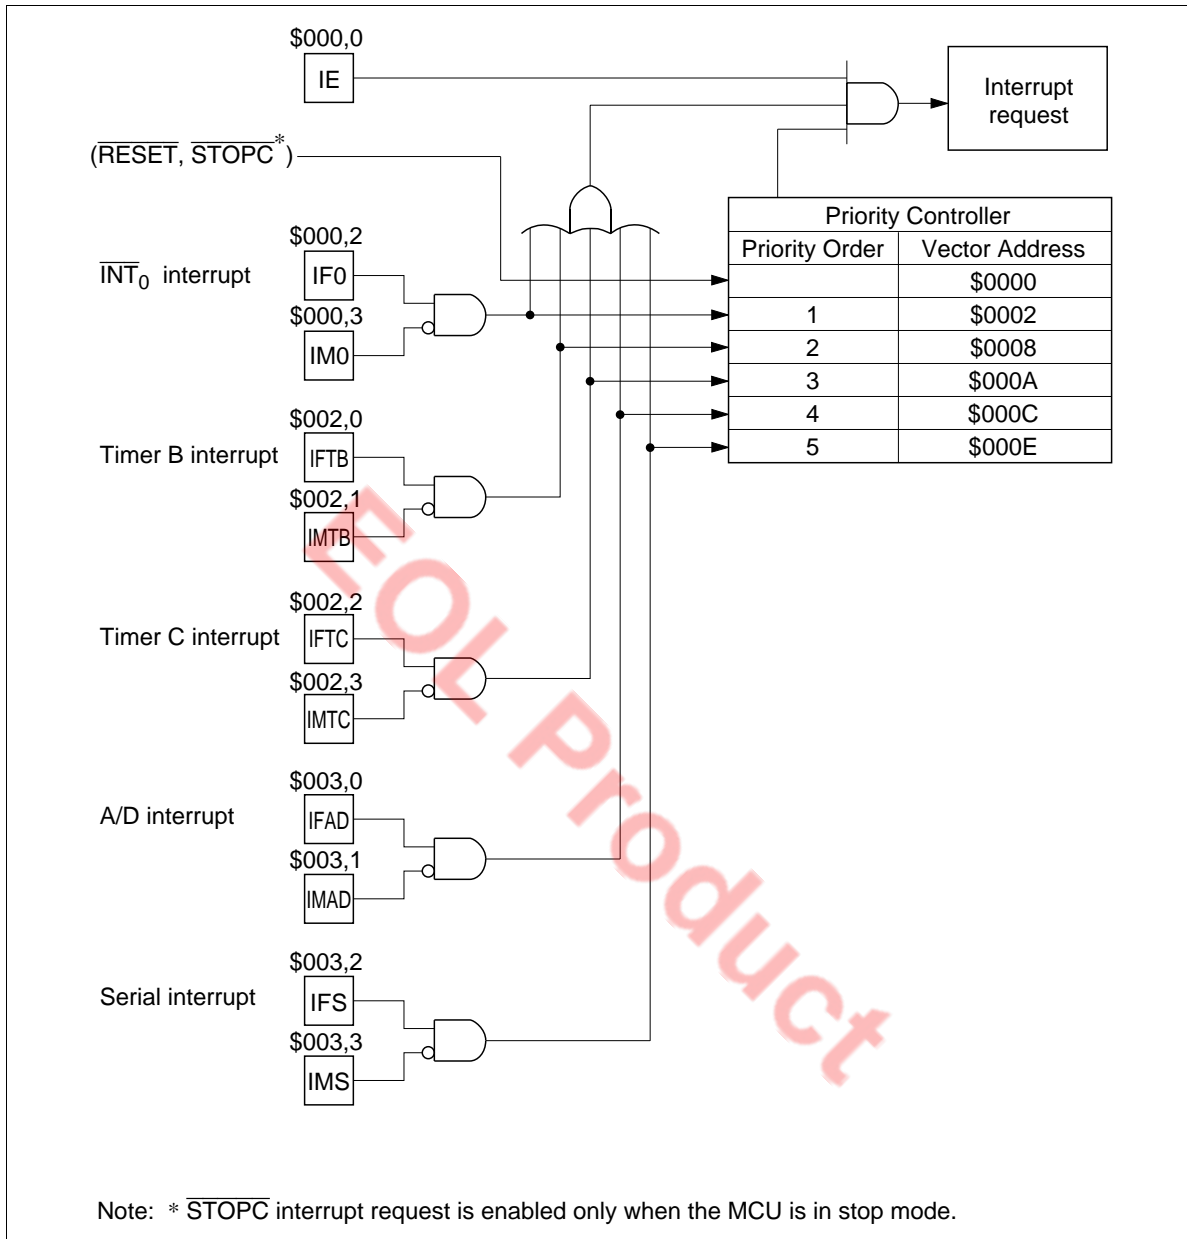 $000,0
IE
Interrupt
request
(RESET, STOPC*)
Priority Controller
Priority Order Vector Address
$0000
1 $0002
2 $0008
3 $000A
4 $000C
5 $000E
$000,2
INT0 interrupt
IF0
$000,3
IM0
$002,0
Timer B interrupt
IFTB
$002,1
IMTB
$002,2
Timer C interrupt
IFTC
$002,3
IMTC
$003,0
A/D interrupt
IFAD
$003,1
IMAD
$003,2
Serial interrupt
IFS
$003,3
IMS
EOL Product
Note: * STOPC interrupt request is enabled only when the MCU is in stop mode.